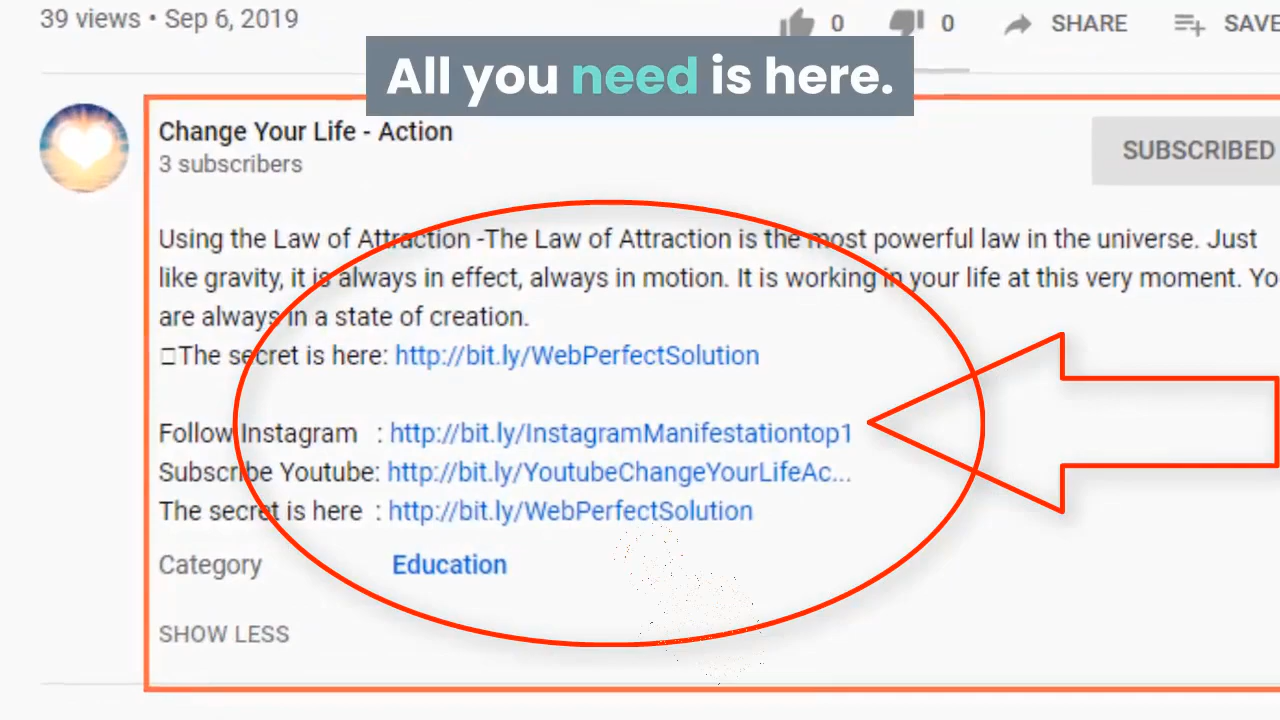 39 views • Sep 6, 2019
0 0 SHARE SAVE
All you need is here.
Change Your Life - Action
3 subscribers
SUBSCRIBED
Using the Law of Attraction -The Law of Attraction is the most powerful law in the universe. Just
like gravity, it is always in effect, always in motion. It is working in your life at this very moment. Yo
are always in a state of creation.
The secret is here: http://bit.ly/WebPerfectSolution
Follow Instagram : http://bit.ly/InstagramManifestationtop1
Subscribe Youtube: http://bit.ly/YoutubeChangeYourLifeAc...
The secret is here : http://bit.ly/WebPerfectSolution
Category Education
SHOW LESS